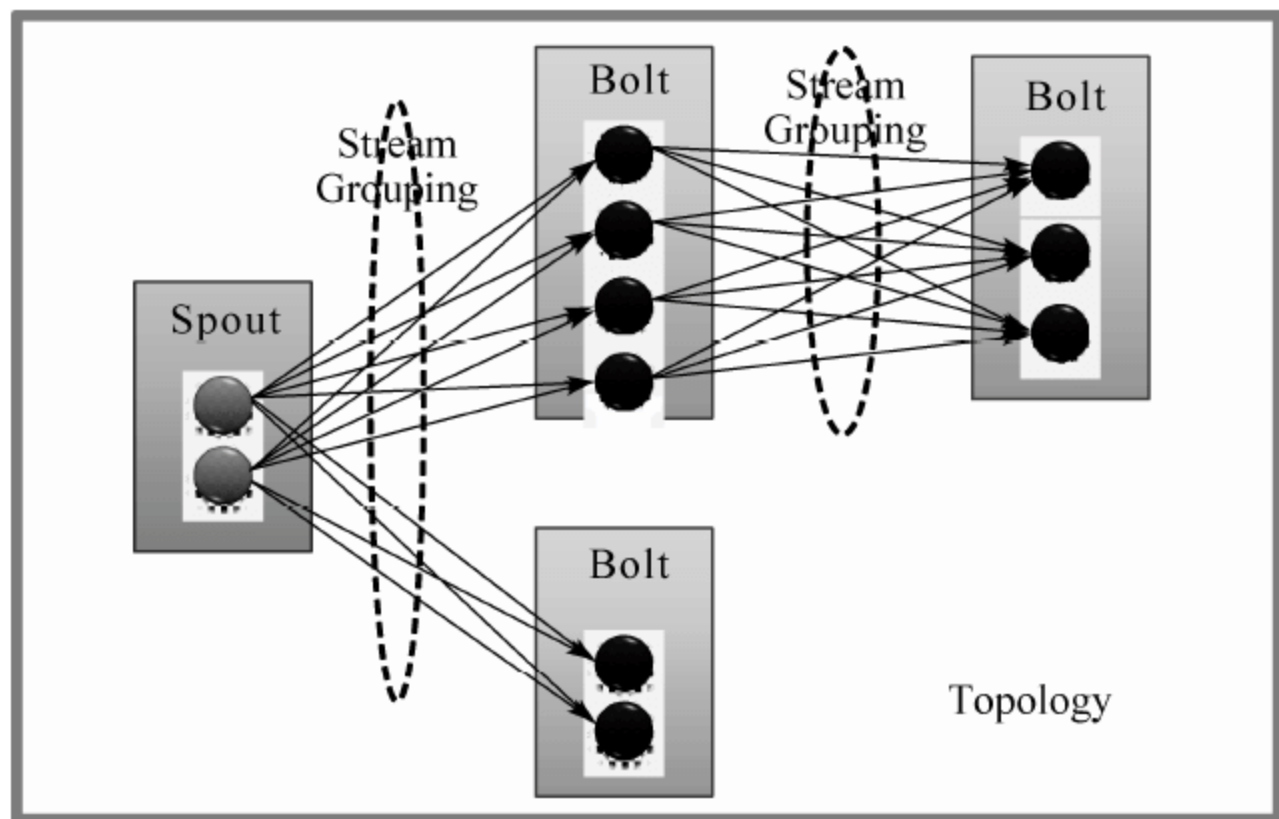 Stream
Grouping
Spout
Bolt
Stream
Grouping
Bolt
Bolt
Topology